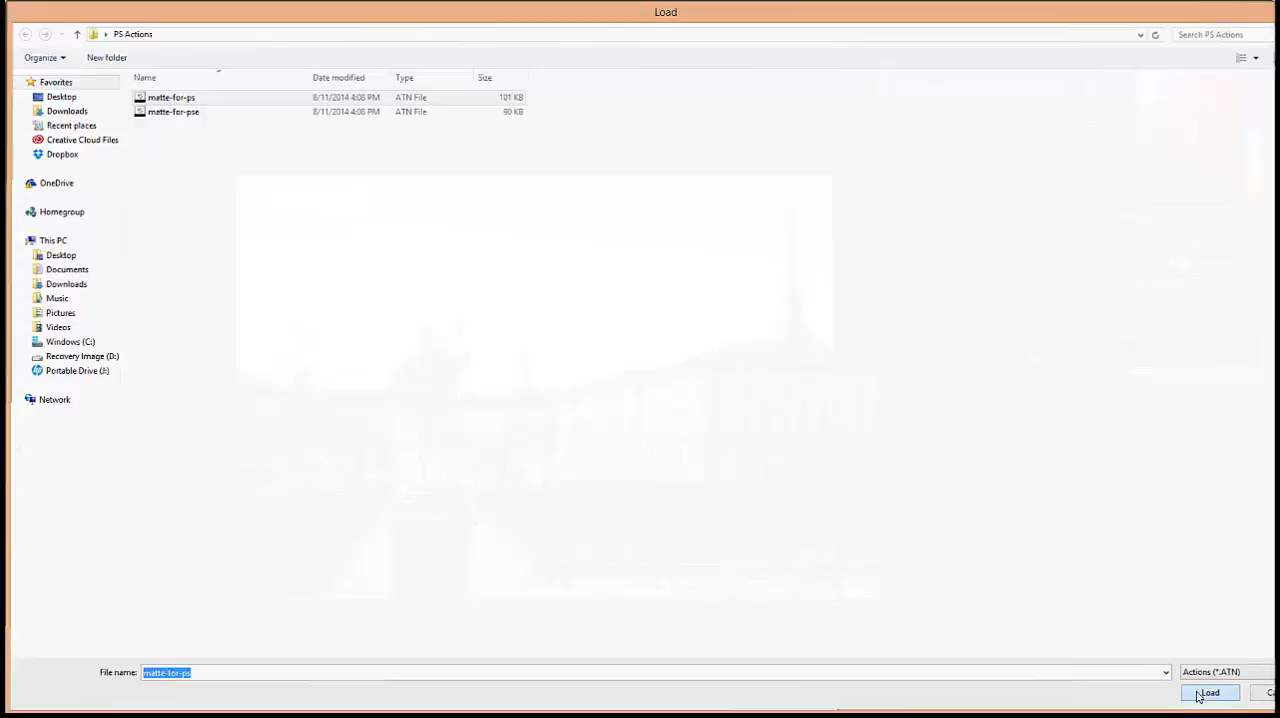 Load
PS Actions
Search PS Actions
Organize
New folder
Name
Date modified
Type
Size
Favorites
matte-for-ps
8/11/2014 4:08 PM
ATN File
101 KB
Desktop
Downloads
matte-for-pse
8/11/2014 4:08 PM
ATN File
90 KB
Recent places
Creative Cloud Files
Dropbox
OneDrive
Homegroup
This PC
Desktop
Documents
Downloads
Music
Pictures
Videos
Windows (C:)
Recovery Image (D:)
Portable Drive (J:)
Network
File name:
matte-for-ps
Actions (*.ATN)
Load